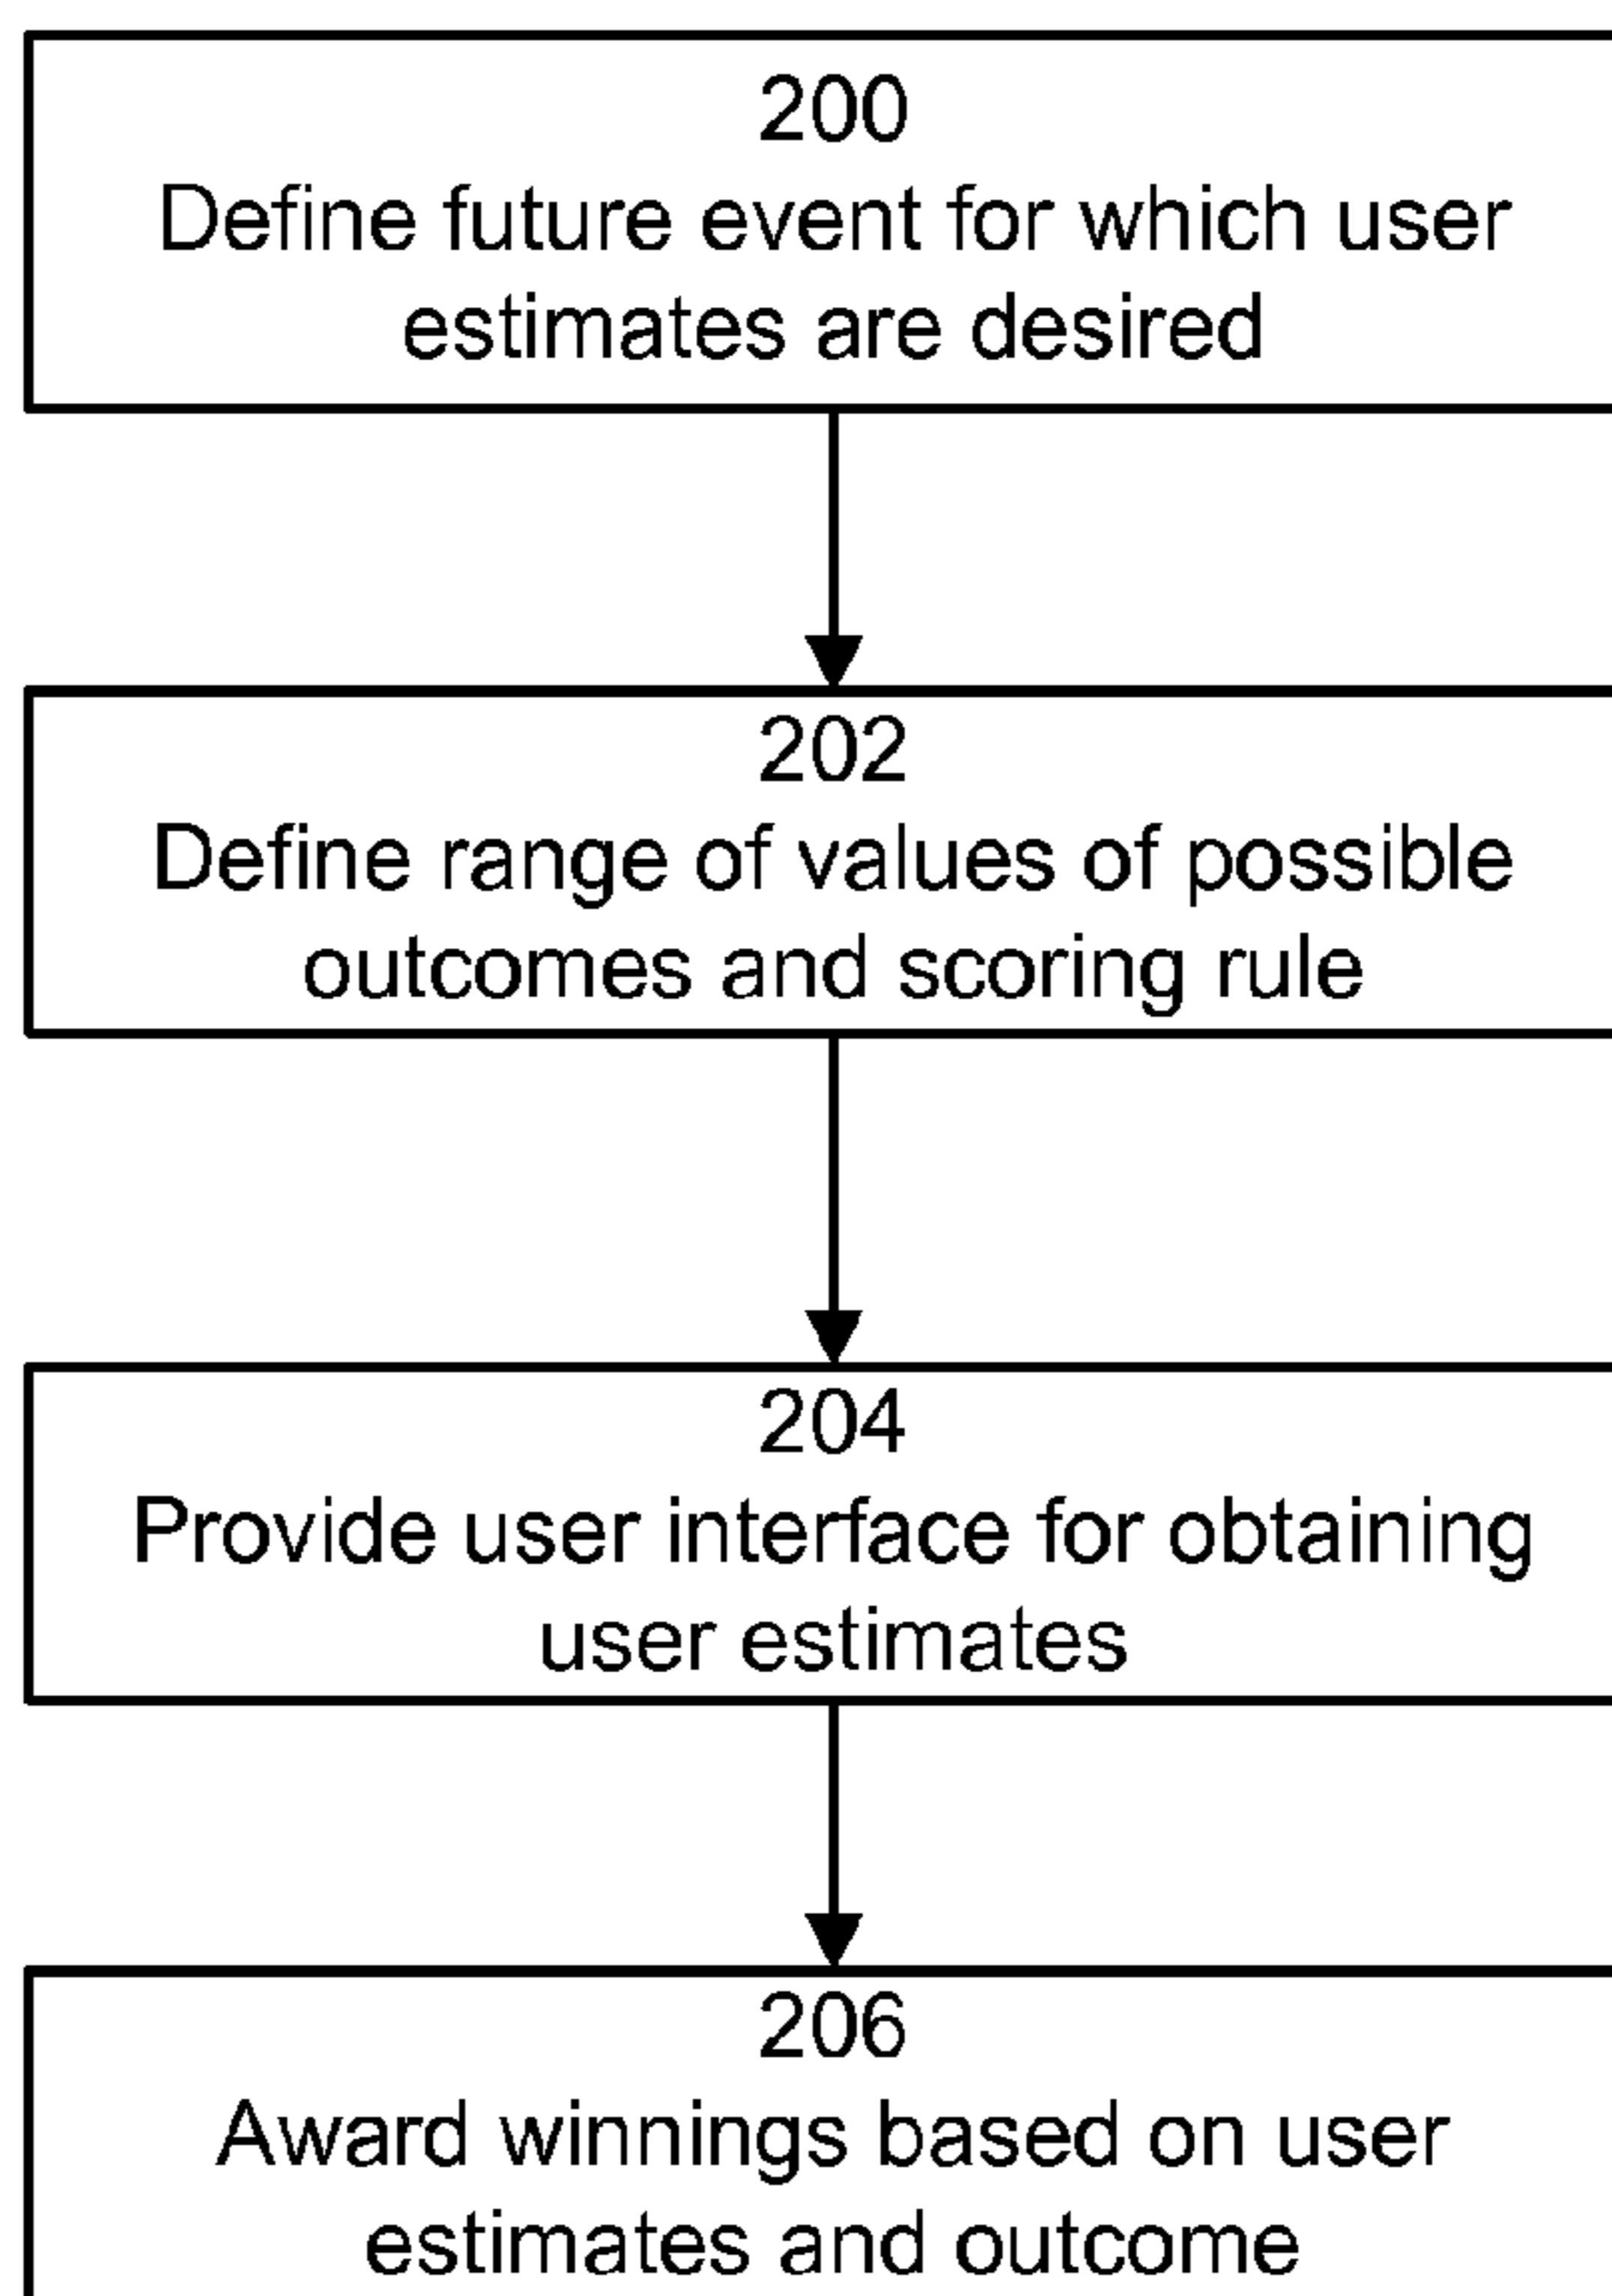 200
Define future event for which user
estimates are desired
202
Define range of values of possible
outcomes and scoring rule
204
Provide user interface for obtaining
user estimates
206
Award winnings based on user
estimates and outcome